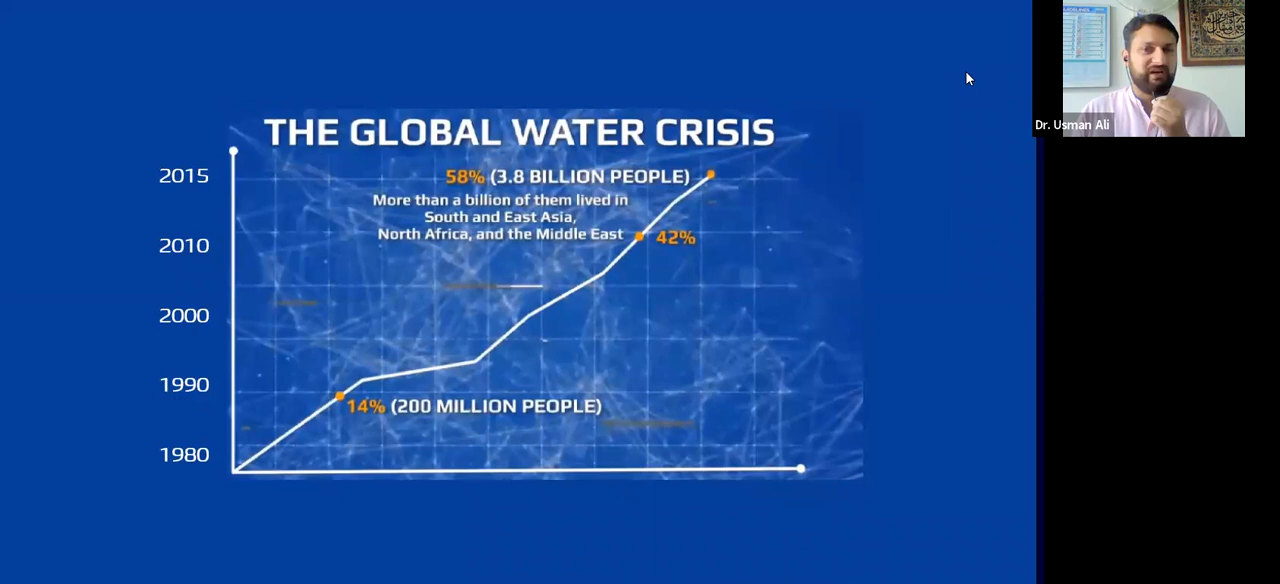 THE GLOBAL WATER CRISIS
2015
58% (3.8 BILLION PEOPLE)
More than a billion of them lived in
South and East Asia,
North Africa, and the Middle East
2010
42%
2000
1990
14% (200 MILLION PEOPLE)
1980
Dr. Usman Ali